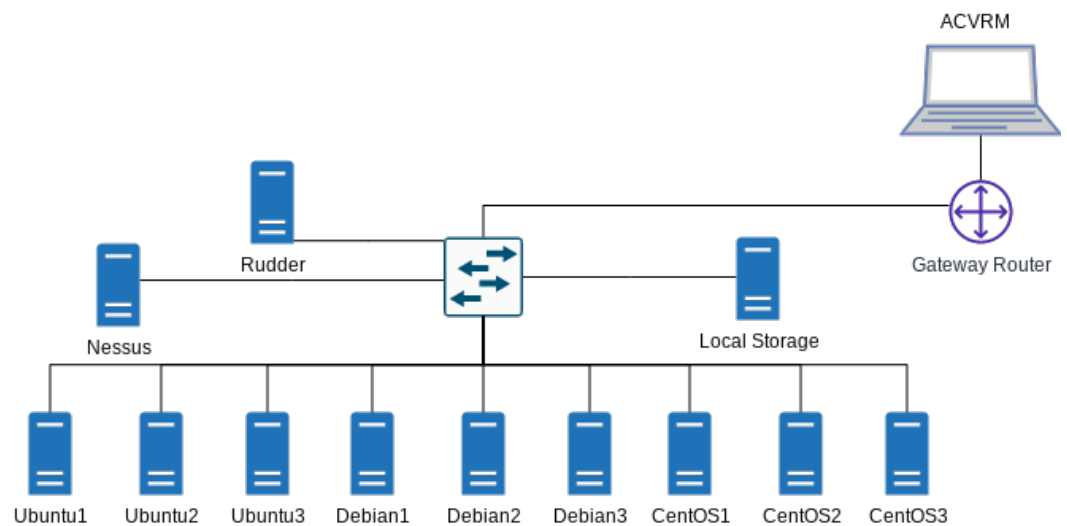 ACVRM
Rudder
Gateway Router
Nessus
Local Storage
Ubuntu1
Ubuntu2
Ubuntu3
Debian1
Debian2
Debian3
CentOS1
CentOS2
CentOS3